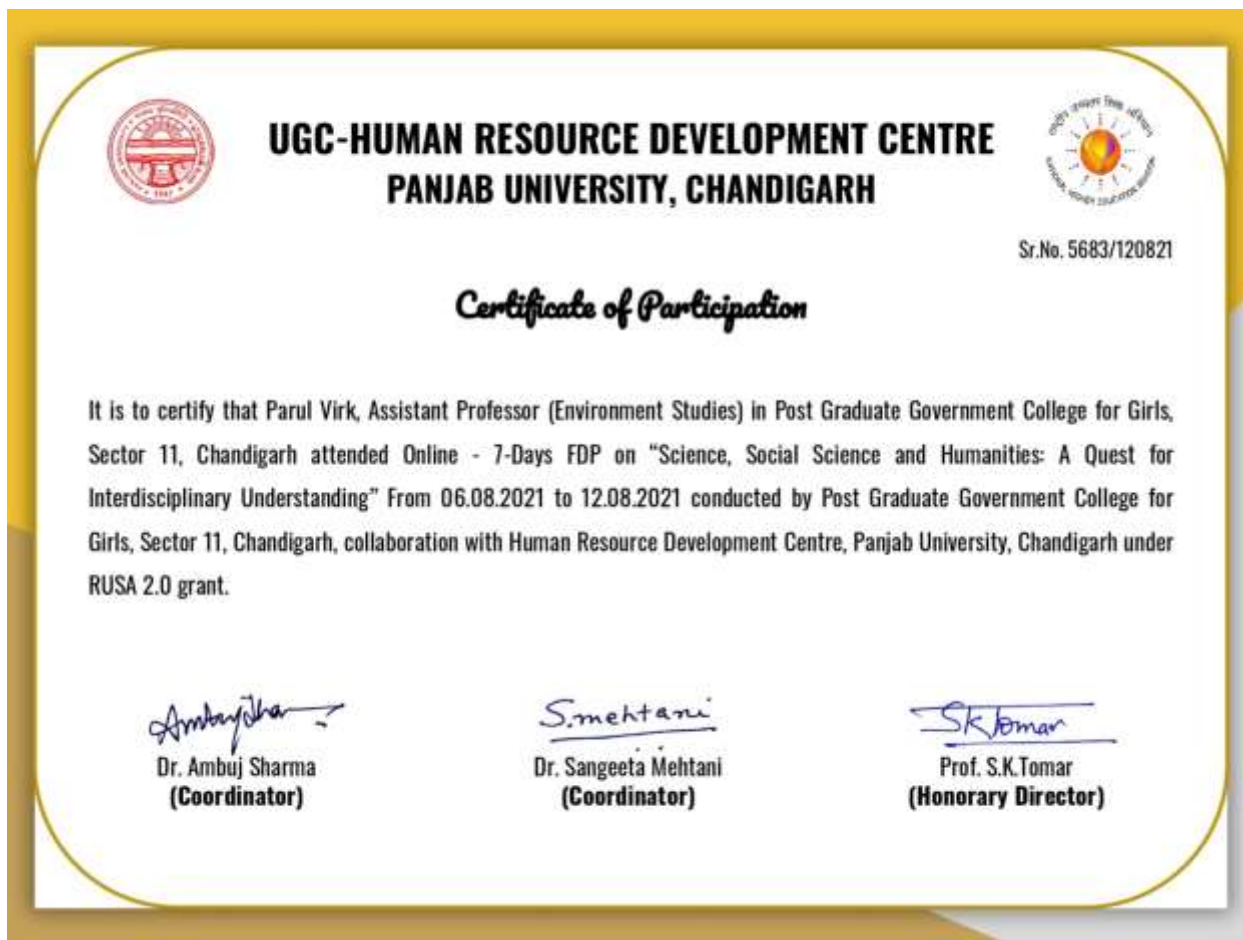 UGC-HUMAN RESOURCE DEVELOPMENT CENTRE
PANJAB UNIVERSITY, CHANDIGARH
Sr.No. 5683/120821
Certificate of Participation
It is to certify that Parul Virk, Assistant Professor (Environment Studies) in Post Graduate Government College for Girls,
Sector 11, Chandigarh attended Online - 7-Days FDP on “Science, Social Science and Humanities: A Quest for
Interdisciplinary Understanding” From 06.08.2021 to 12.08.2021 conducted by Post Graduate Government College for
Girls, Sector 11, Chandigarh, collaboration with Human Resource Development Centre, Panjab University, Chandigarh under
RUSA 2.0 grant.
S.mehtani
SKTomar
Dr. Ambuj Sharma
Dr. Sangeeta Mehtani
Prof. S.K.Tomar
(Coordinator)
(Coordinator)
(Honorary Director)